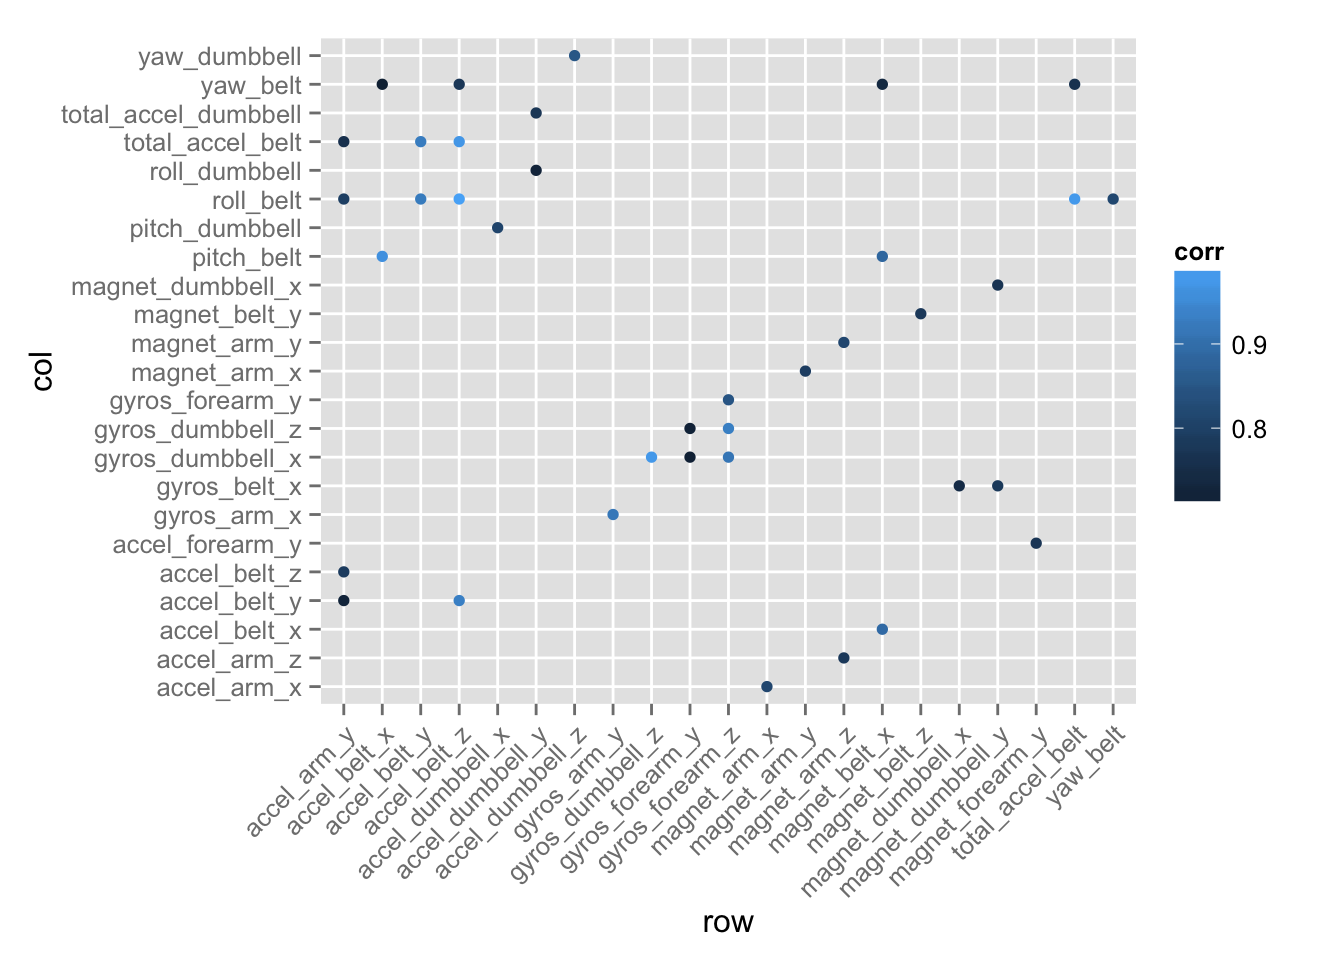 yaw_dumbbell
yaw_belt
total_accel_dumbbell
total_accel_belt
roll_dumbbell
roll_belt
pitch_dumbbell
pitch_belt
magnet_dumbbell_x
magnet_belt_y
magnet_arm_y
magnet_arm_x
gyros_forearm_y
gyros_dumbbell_z
gyros_dumbbell_x
gyros_belt_x
gyros_arm_x
accel_forearm_y
accel_belt_z
accel_belt_y
accel_belt_x
accel_arm_z
accel_arm_x
col
accel_arm_y
accel_belt_x
accel_belt_y
accel_belt_z
accel_dumbbell_x
accel_dumbbell_y
accel_dumbbell_z
gyros_arm_y
gyros_dumbbell_z
gyros_forearm_y
gyros_forearm_z
magnet_arm_x
magnet_arm_y
magnet_arm_z
magnet_belt_x
magnet_belt_z
magnet_dumbbell_x
magnet_dumbbell_y
magnet_forearm_y
total_accel_belt
yaw_belt
row
corr
0.9
0.8